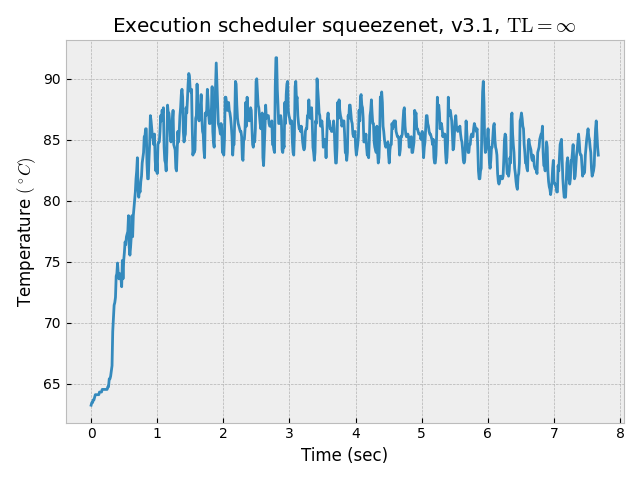 Execution scheduler squeezenet, v3.1, TL = ∞
Temperature (°C)
90
85
80
75
70
65
0 1 2 3 4 5 6 7 8
Time (sec)